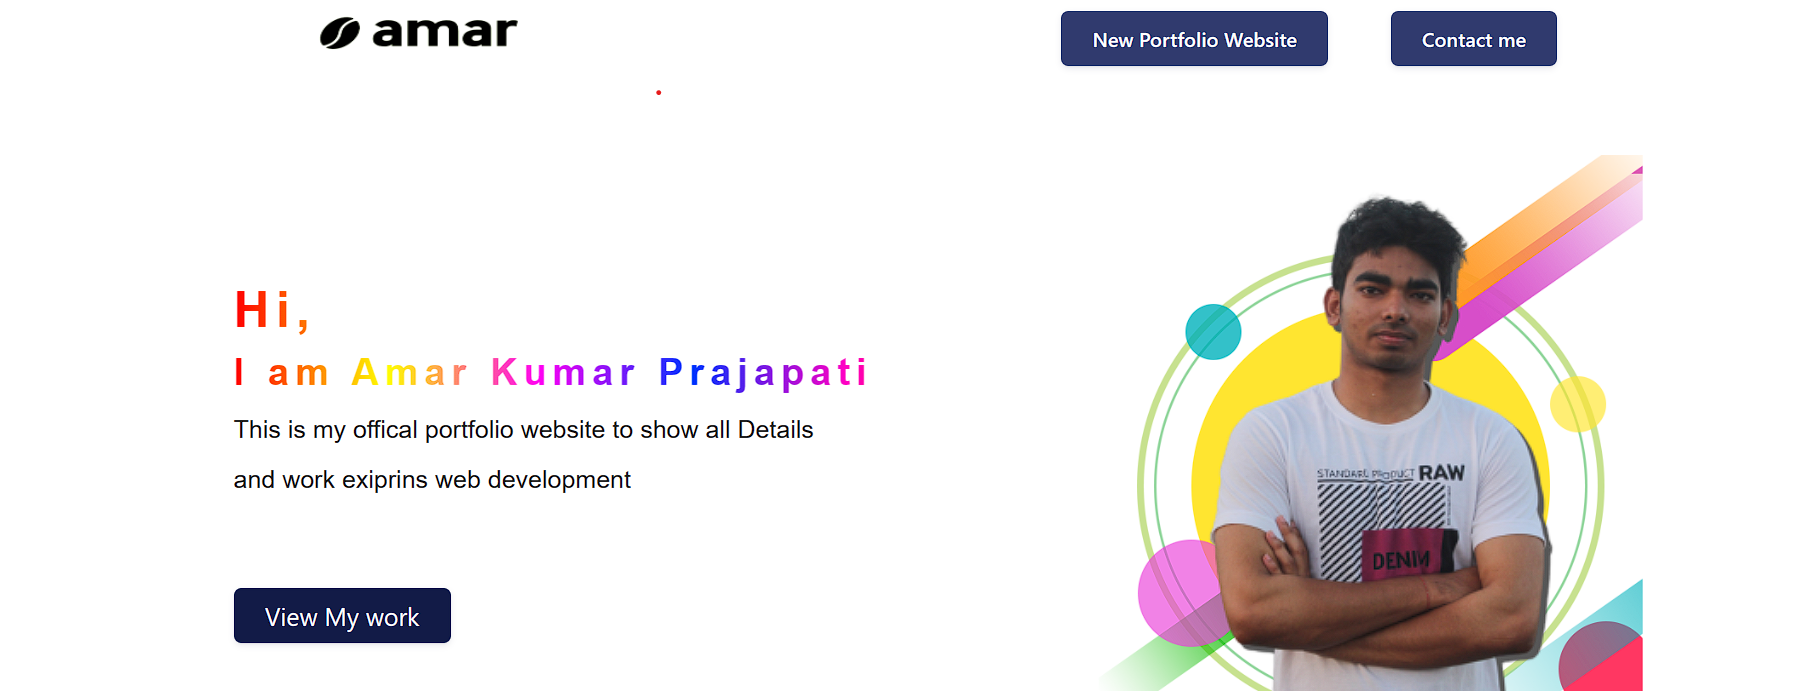 amar
New Portfolio Website
Contact me
Hi,
I am Amar Kumar Prajapati
This is my offical portfolio website to show all Details
and work exiprins web development
View My work
STANDARD PRODUCT RAW
DENIM